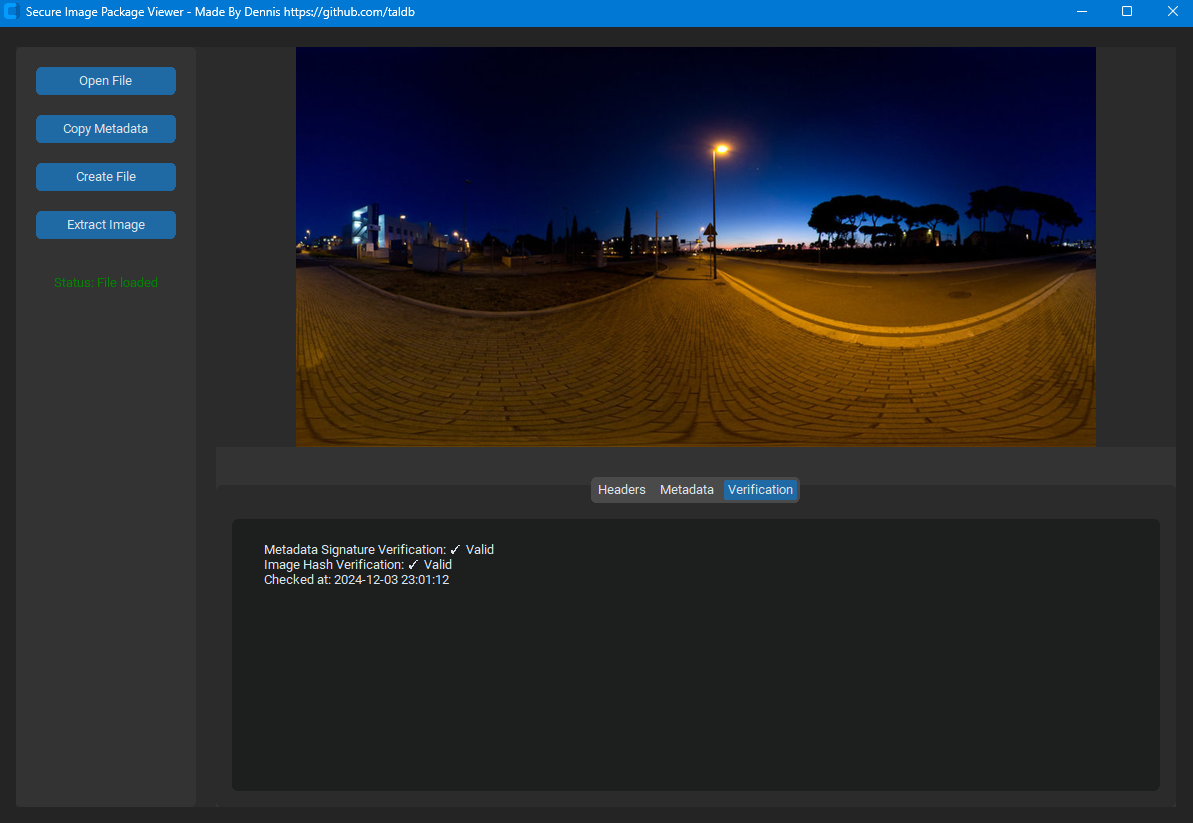 Secure Image Package Viewer - Made By Dennis https://github.com/taldb
Open File
Copy Metadata
Create File
Extract Image
Status: File loaded
Headers Metadata Verification
Metadata Signature Verification: ✓ Valid
Image Hash Verification: ✓ Valid
Checked at: 2024-12-03 23:01:12